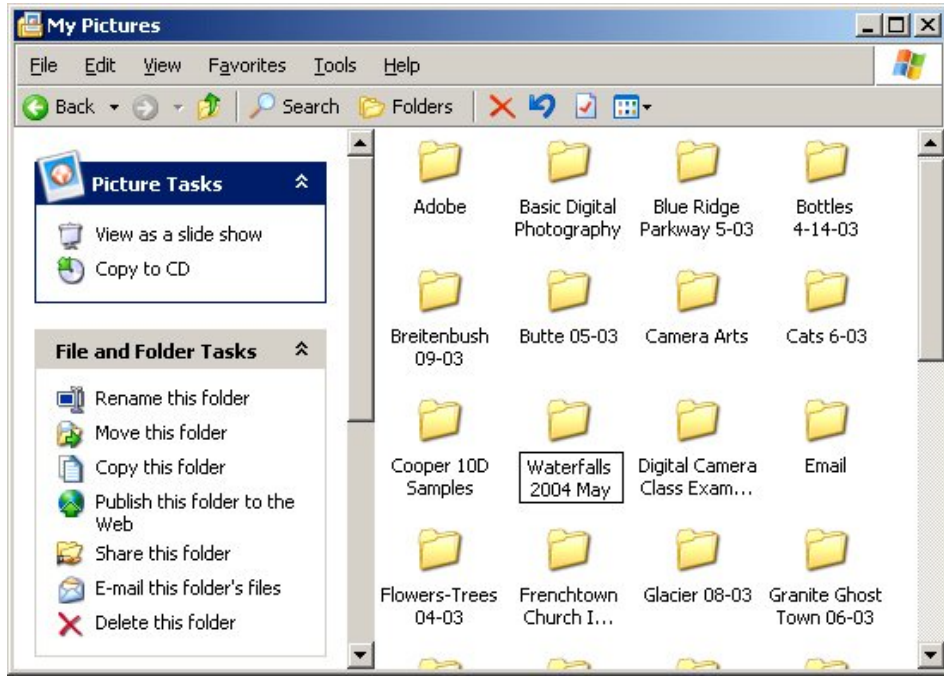 My Pictures
File Edit View Favorites Tools Help
Back Search Folders
Picture Tasks
View as a slide show
Copy to CD
File and Folder Tasks
Rename this folder
Move this folder
Copy this folder
Publish this folder to the
Web
Share this folder
E-mail this folder's files
Delete this folder
Adobe
Basic Digital
Photography
Blue Ridge
Parkway 5-03
Bottles
4-14-03
Breitenbush
09-03
Butte 05-03
Camera Arts
Cats 6-03
Cooper 10D
Samples
Waterfalls
2004 May
Digital Camera
Class Exam...
Email
Flowers-Trees
04-03
Frenchtown
Church I...
Glacier 08-03
Granite Ghost
Town 06-03